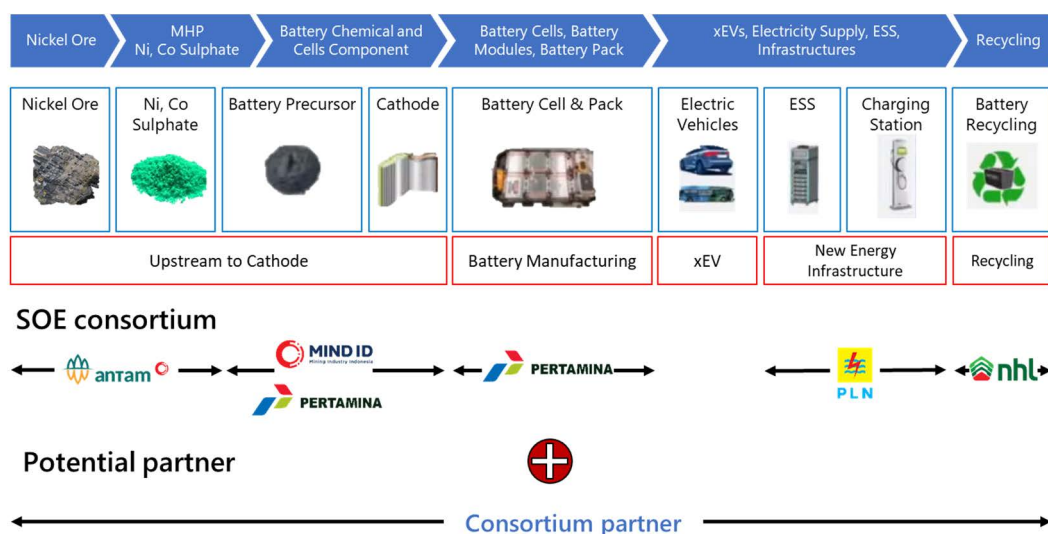 Nickel Ore
MHP
Ni, Co Sulphate
Battery Chemical and
Cells Component
Battery Cells, Battery
Modules, Battery Pack
xEVs, Electricity Supply, ESS,
Infrastructures
Recycling
Nickel Ore
Ni, Co
Sulphate
Battery Precursor
Cathode
Battery Cell & Pack
Electric
Vehicles
ESS
Charging
Station
Battery
Recycling
Upstream to Cathode
Battery Manufacturing
xEV
New Energy
Infrastructure
Recycling
SOE consortium
antam
MIND ID
Mining Industry Indonesia
PERTAMINA
PERTAMINA
PLN
nhl
Potential partner
Consortium partner